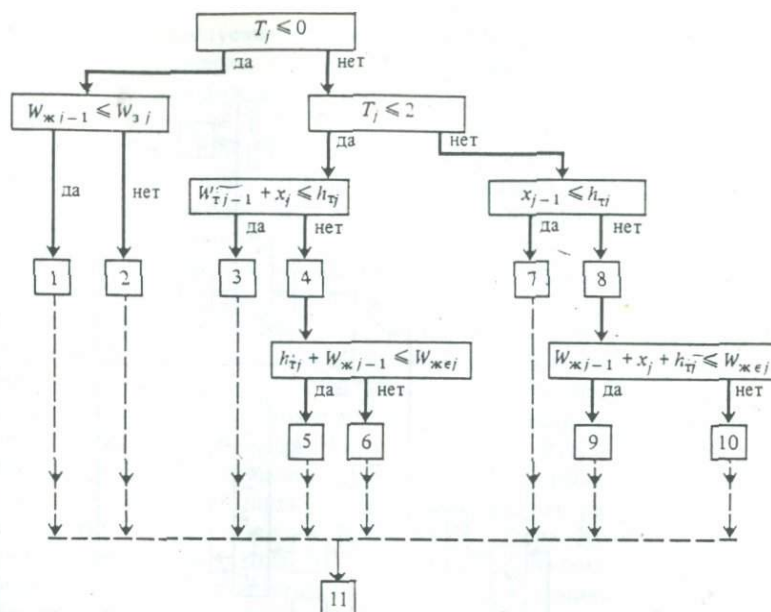 T_j ≤ 0
да нет
W_ж j−1 ≤ W_з j
T_j ≤ 2
да нет
да нет
W_т j−1 + x_j ≤ h_тj
x_j−1 ≤ h_тj
да нет
да нет
1 2 3 4 7 8
h_тj + W_ж j−1 ≤ W_жєj
W_ж j−1 + x_j + h_тj ≤ W_ж є j
да нет
да нет
5 6 9 10
11